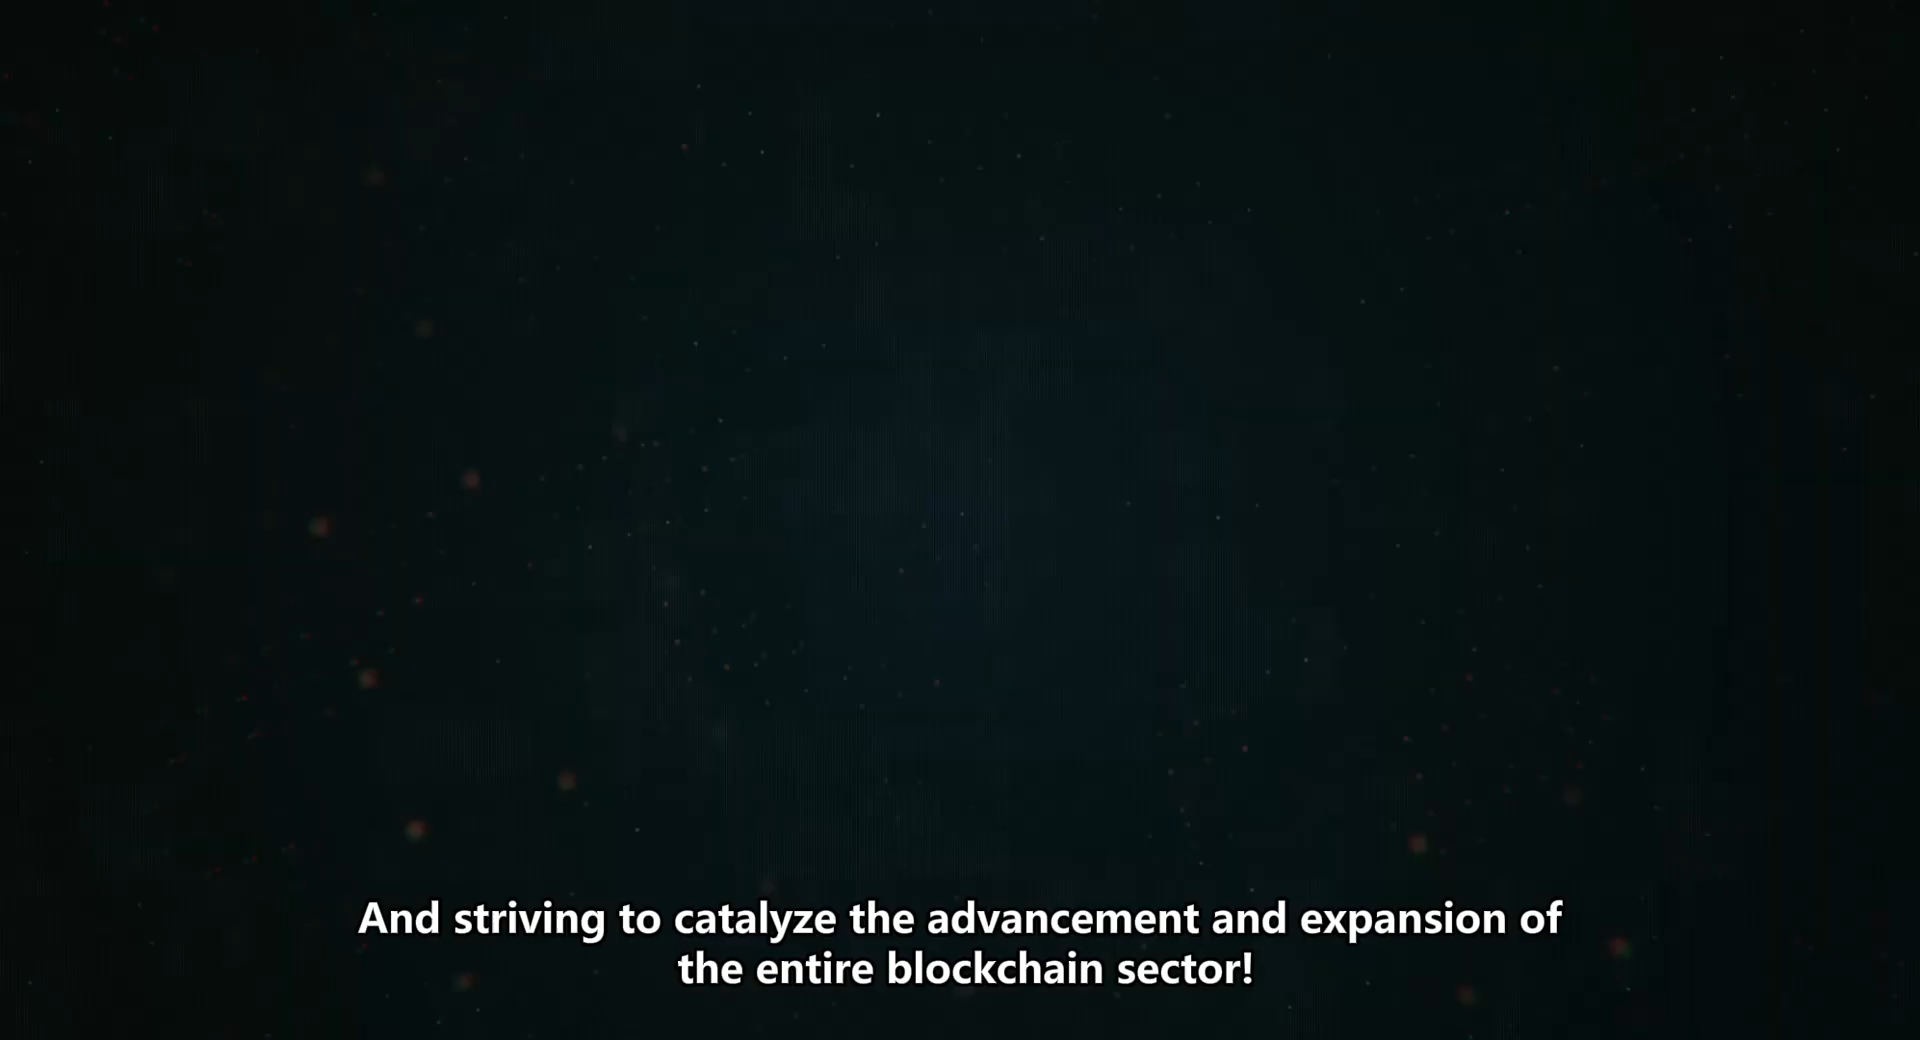 And striving to catalyze the advancement and expansion of
the entire blockchain sector!